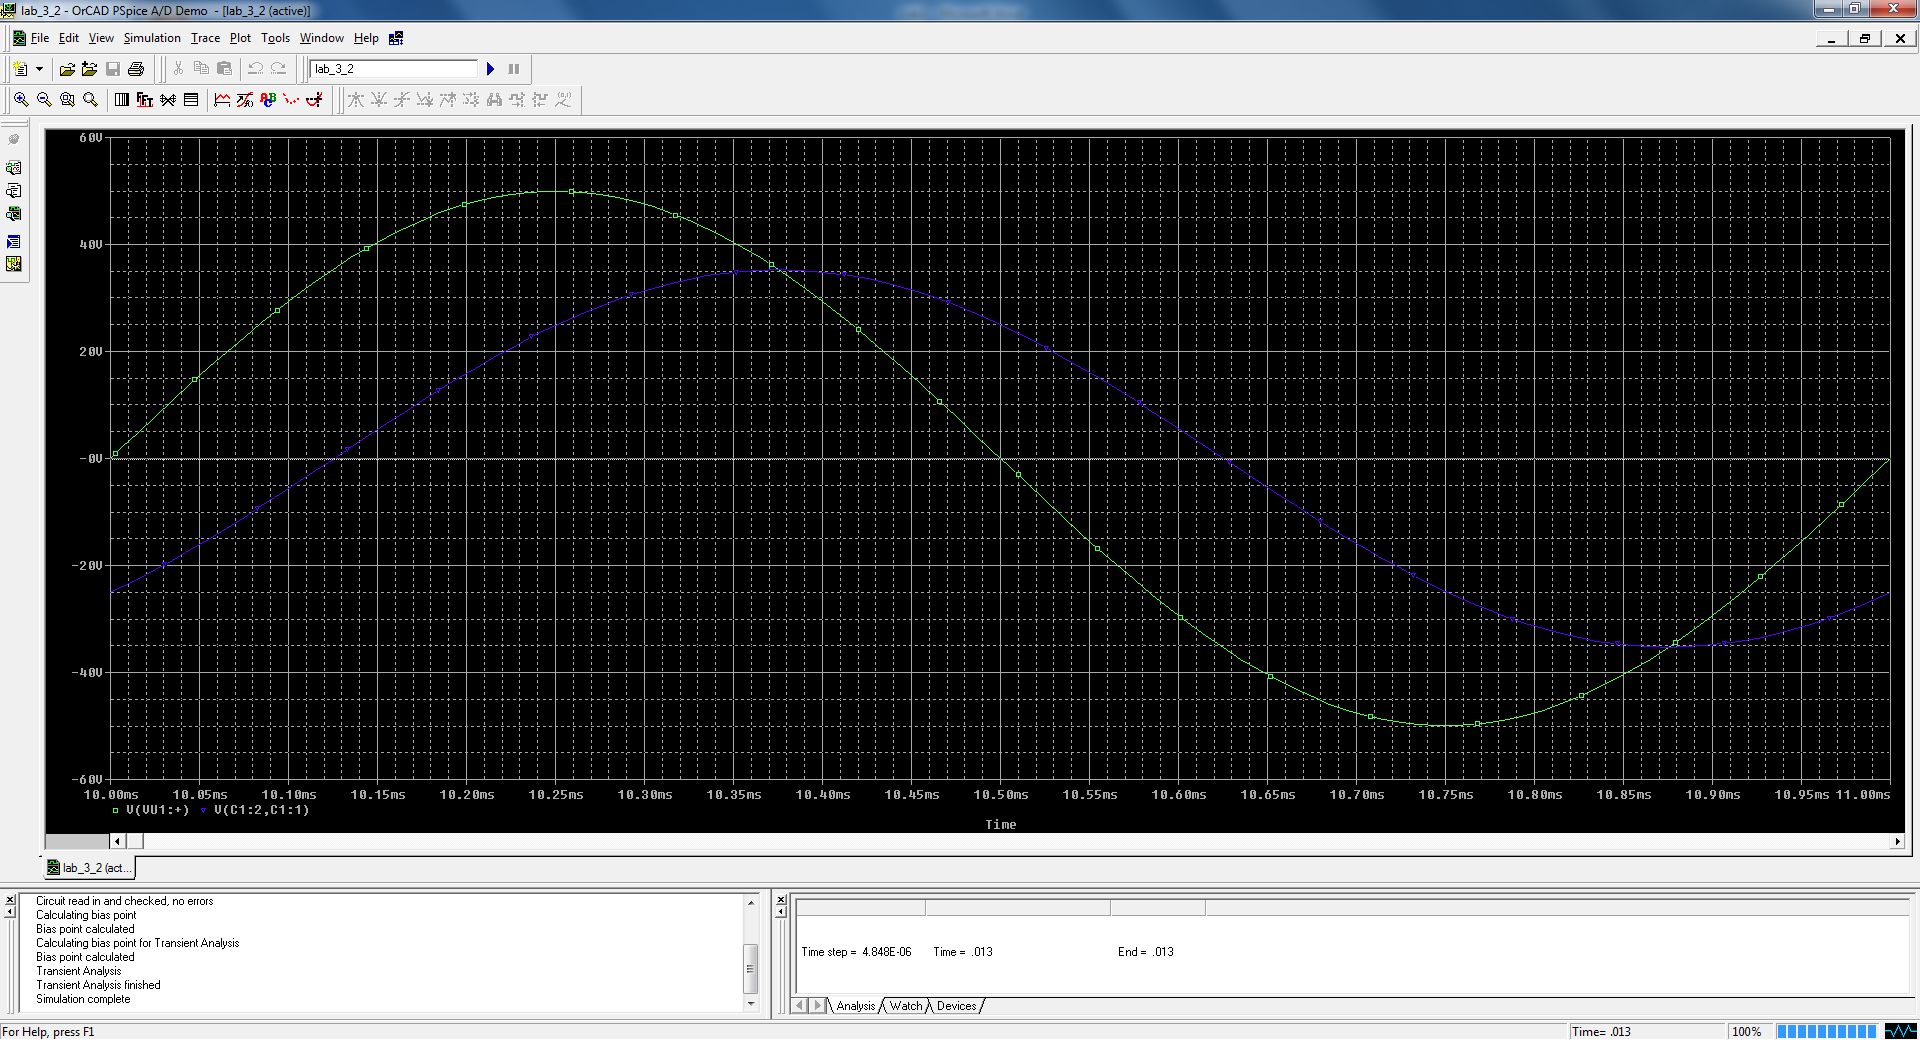 lab_3_2 - OrCAD PSpice A/D Demo - [lab_3_2 (active)]
File Edit View Simulation Trace Plot Tools Window Help
lab_3_2
60V
40V
20V
-0V
-20V
-40V
-60V
10.00ms 10.05ms 10.10ms 10.15ms 10.20ms 10.25ms 10.30ms 10.35ms 10.40ms 10.45ms 10.50ms 10.55ms 10.60ms 10.65ms 10.70ms 10.75ms 10.80ms 10.85ms 10.90ms 10.95ms 11.00ms
V(VU1:+) V(C1:2,C1:1)
Time
lab_3_2 (act...
Circuit read in and checked, no errors
Calculating bias point
Bias point calculated
Calculating bias point for Transient Analysis
Bias point calculated
Transient Analysis
Transient Analysis finished
Simulation complete
Time step = 4.848E-06 Time = .013 End = .013
Analysis Watch Devices
For Help, press F1
Time= .013 100%